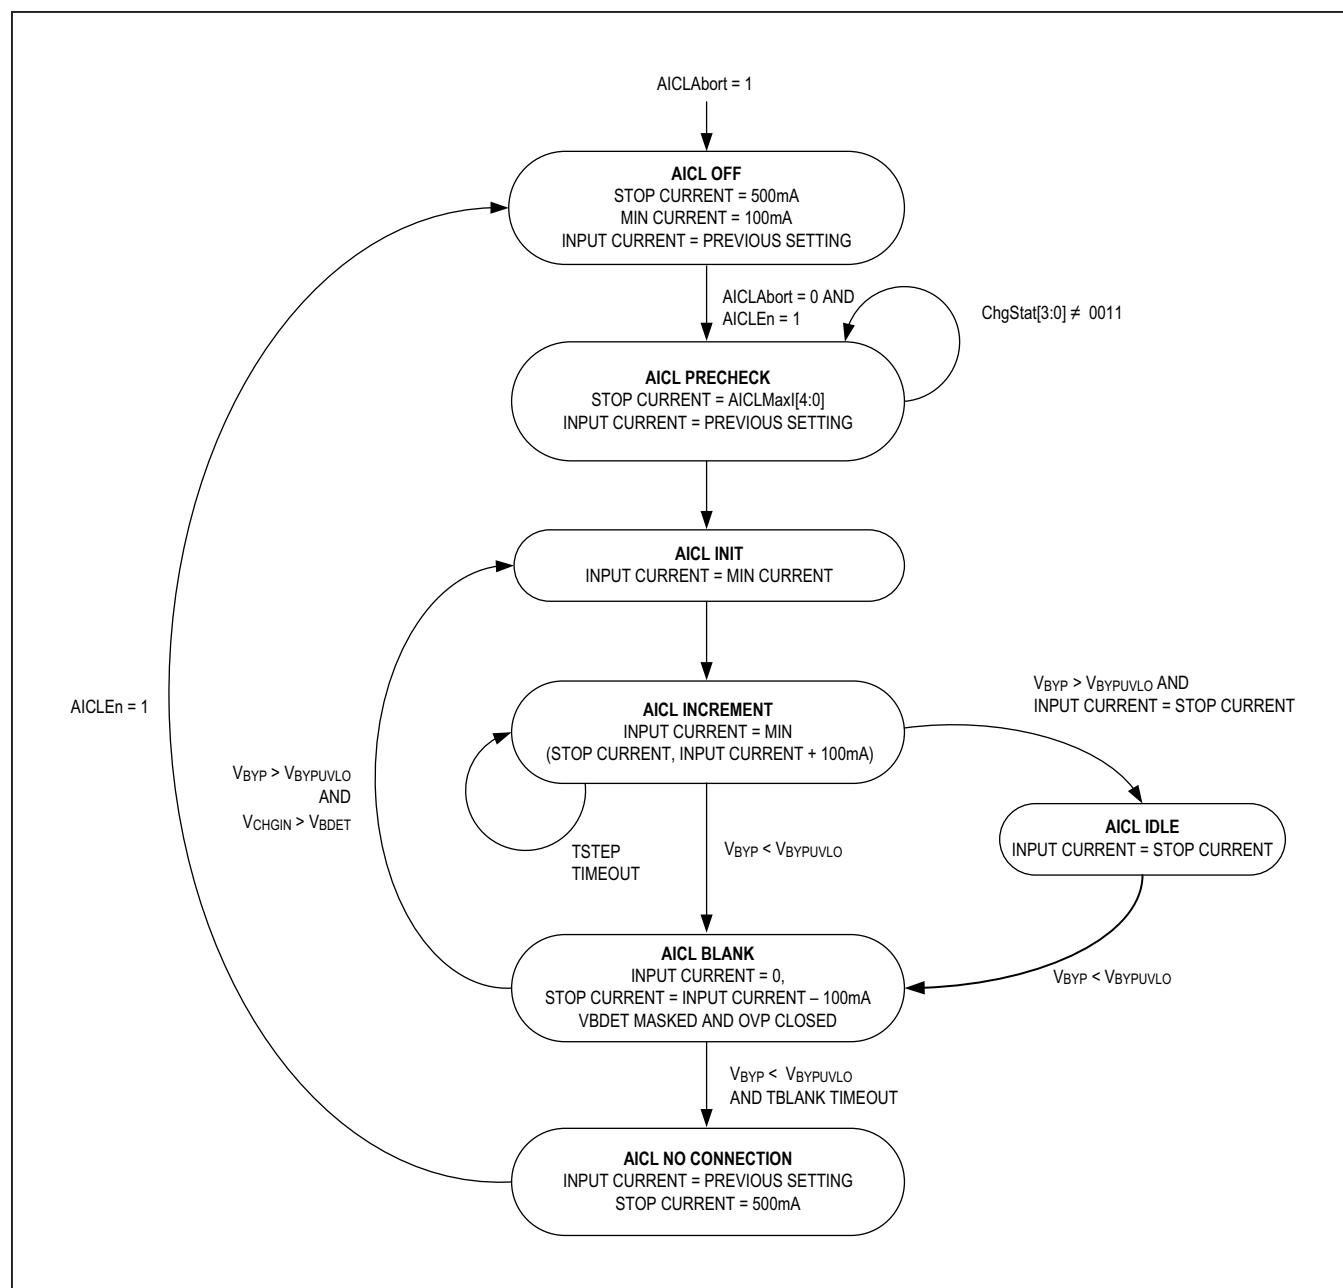 AICLAbort = 1
AICL OFF
STOP CURRENT = 500mA
MIN CURRENT = 100mA
INPUT CURRENT = PREVIOUS SETTING
AICLAbort = 0 AND
AICLEn = 1
ChgStat[3:0] ≠ 0011
AICL PRECHECK
STOP CURRENT = AICLMaxI[4:0]
INPUT CURRENT = PREVIOUS SETTING
AICL INIT
INPUT CURRENT = MIN CURRENT
AICLEn = 1
AICL INCREMENT
INPUT CURRENT = MIN
(STOP CURRENT, INPUT CURRENT + 100mA)
VBYP > VBYPUVLO AND
INPUT CURRENT = STOP CURRENT
VBYP > VBYPUVLO
AND
VCHGIN > VBDET
TSTEP
TIMEOUT
VBYP < VBYPUVLO
AICL IDLE
INPUT CURRENT = STOP CURRENT
VBYP < VBYPUVLO
AICL BLANK
INPUT CURRENT = 0,
STOP CURRENT = INPUT CURRENT – 100mA
VBDET MASKED AND OVP CLOSED
VBYP < VBYPUVLO
AND TBLANK TIMEOUT
AICL NO CONNECTION
INPUT CURRENT = PREVIOUS SETTING
STOP CURRENT = 500mA